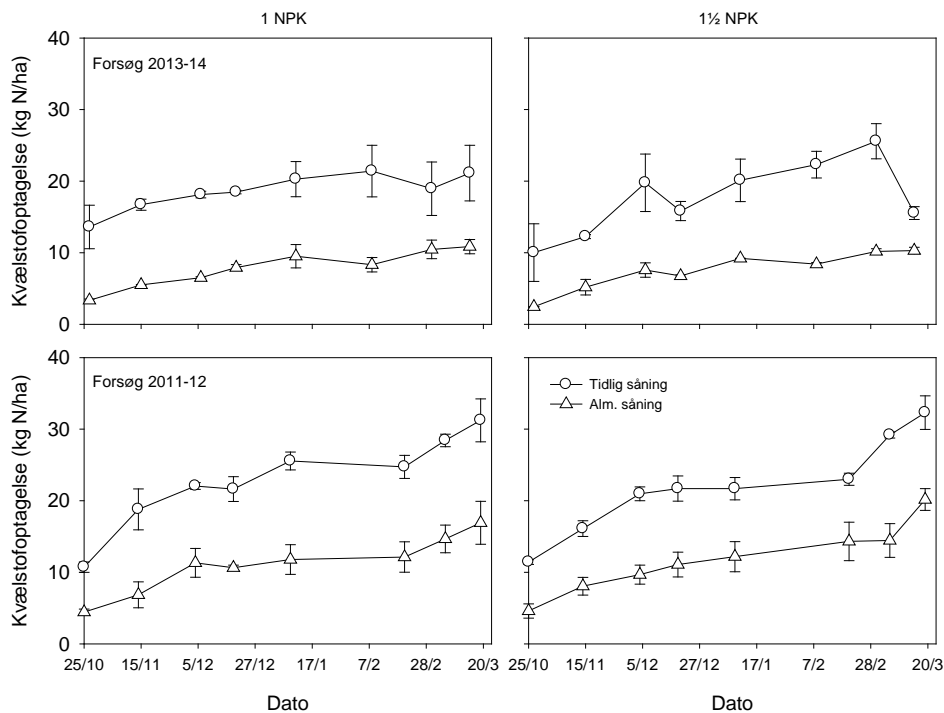 1 NPK
1½ NPK
Kvælstofoptagelse (kg N/ha)
40
30
20
10
0
Forsøg 2013-14
Kvælstofoptagelse (kg N/ha)
40
30
20
10
0
Forsøg 2011-12
Tidlig såning
Alm. såning
25/10 15/11 5/12 27/12 17/1 7/2 28/2 20/3
25/10 15/11 5/12 27/12 17/1 7/2 28/2 20/3
Dato
Dato